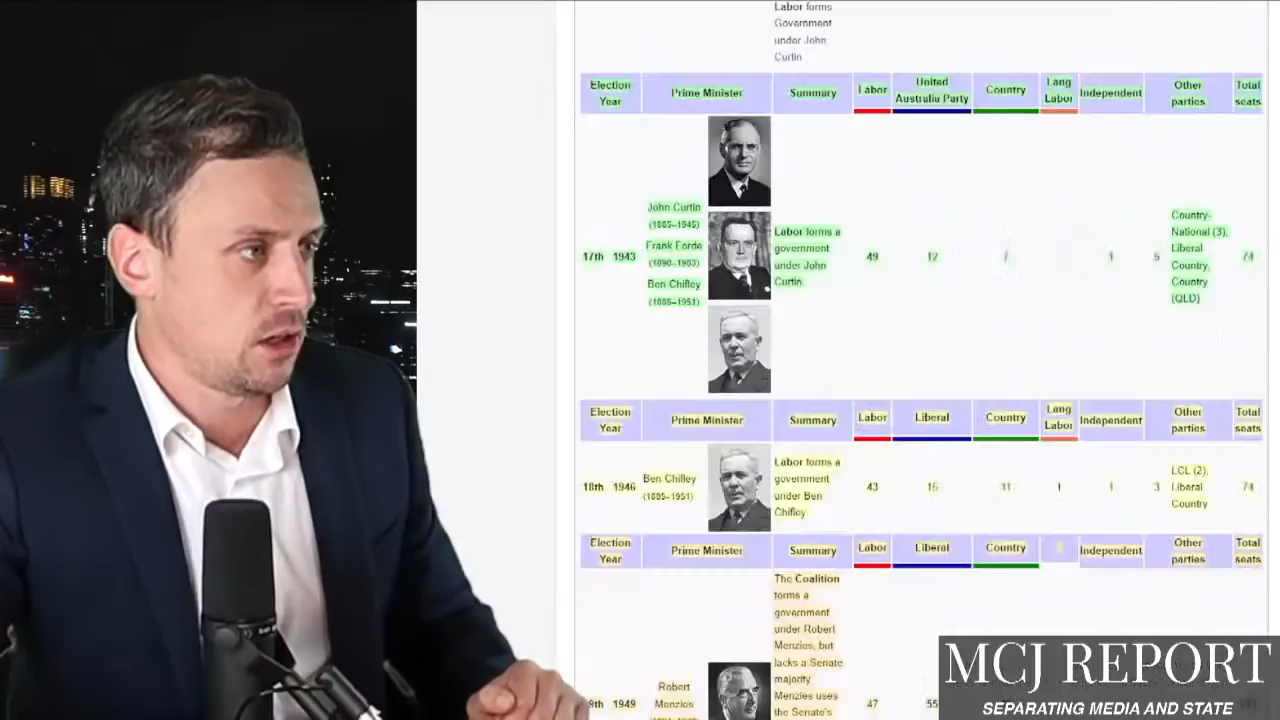 Labor forms
Government
under John
Curtin
Election Year Prime Minister Summary Labor United Australia Party Country Lang Labor Independent Other parties Total seats
17th 1943
John Curtin
(1885–1945)
Frank Forde
(1890–1983)
Ben Chifley
(1885–1951)
Labor forms a
government
under John
Curtin.
49 12 7 1 5
Country-
National (3),
Liberal
Country,
Country
(QLD)
74
Election Year Prime Minister Summary Labor Liberal Country Lang Labor Independent Other parties Total seats
18th 1946
Ben Chifley
(1885–1951)
Labor forms a
government
under Ben
Chifley
43 15 11 1 1 3
LCL (2),
Liberal
Country
74
Election Year Prime Minister Summary Labor Liberal Country Independent Other parties Total seats
1949
Robert
Menzies
The Coalition
forms a
government
under Robert
Menzies, but
lacks a Senate
majority
Menzies uses
the Senate's
47 55
MCJ REPORT
SEPARATING MEDIA AND STATE